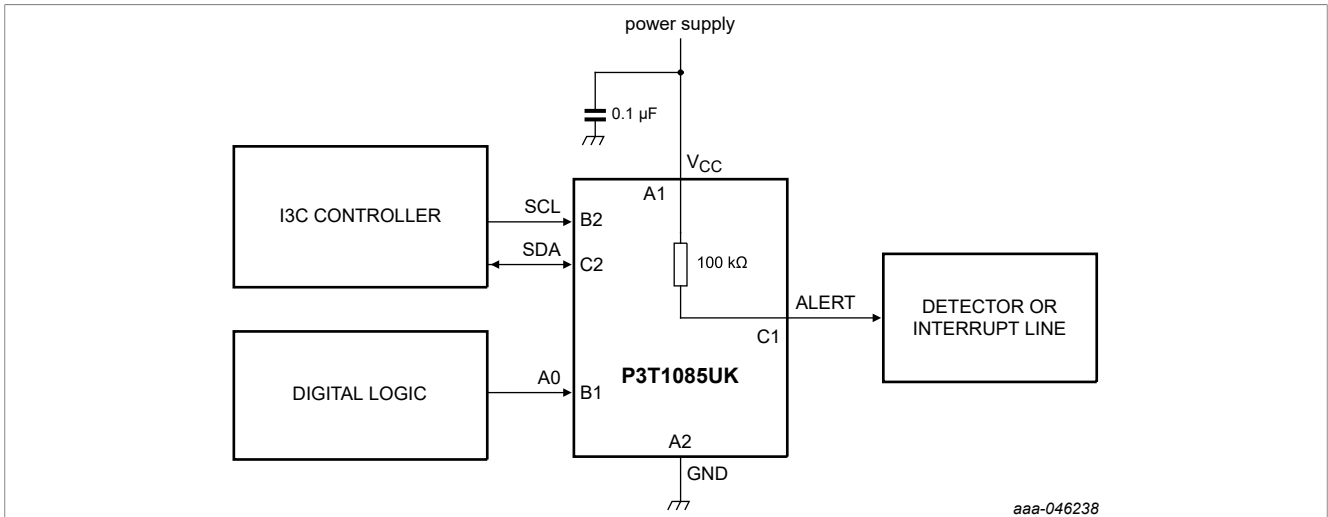 power supply
0.1 µF
VCC
A1
I3C CONTROLLER
SCL
B2
SDA
C2
100 kΩ
ALERT
C1
DETECTOR OR
INTERRUPT LINE
P3T1085UK
DIGITAL LOGIC
A0
B1
A2
GND
aaa-046238